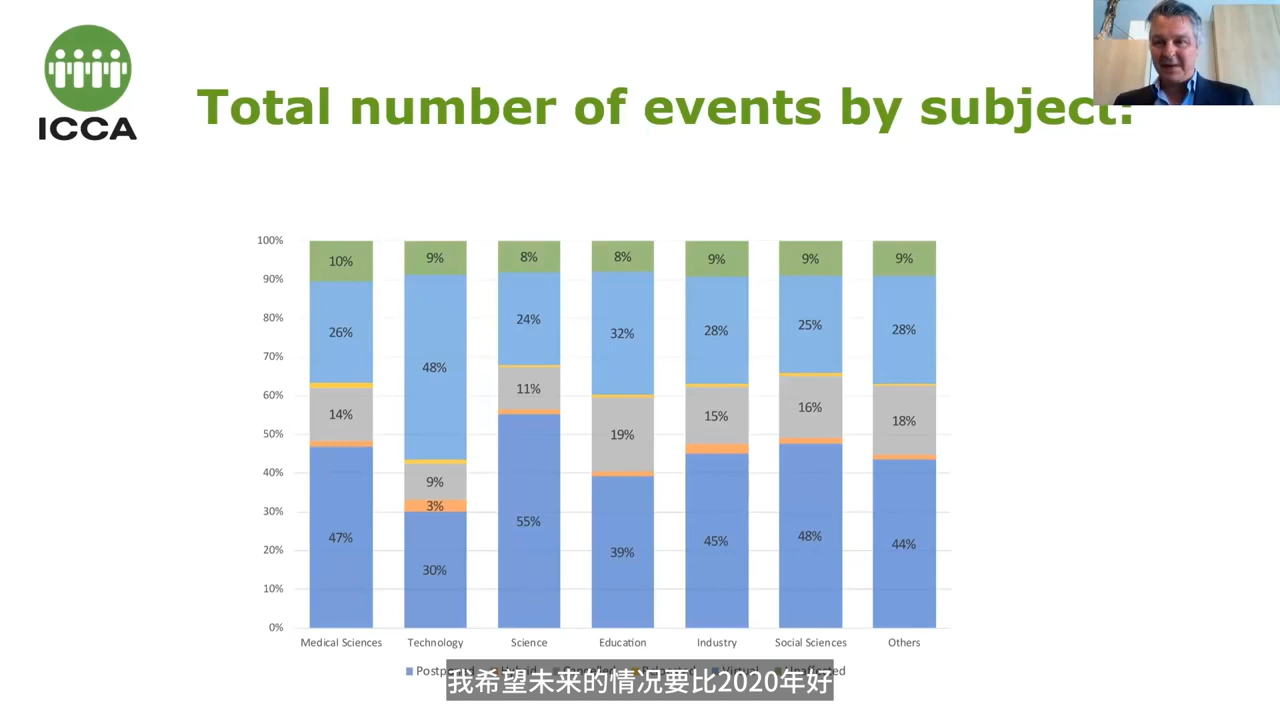 ICCA
Total number of events by subject:
100%
90%
80%
70%
60%
50%
40%
30%
20%
10%
0%
10% 9% 8% 8% 9% 9% 9%
26% 48% 24% 32% 28% 25% 28%
14% 9% 11% 19% 15% 16% 18%
3%
47% 30% 55% 39% 45% 48% 44%
Medical Sciences Technology Science Education Industry Social Sciences Others
我希望未来的情况要比2020年好